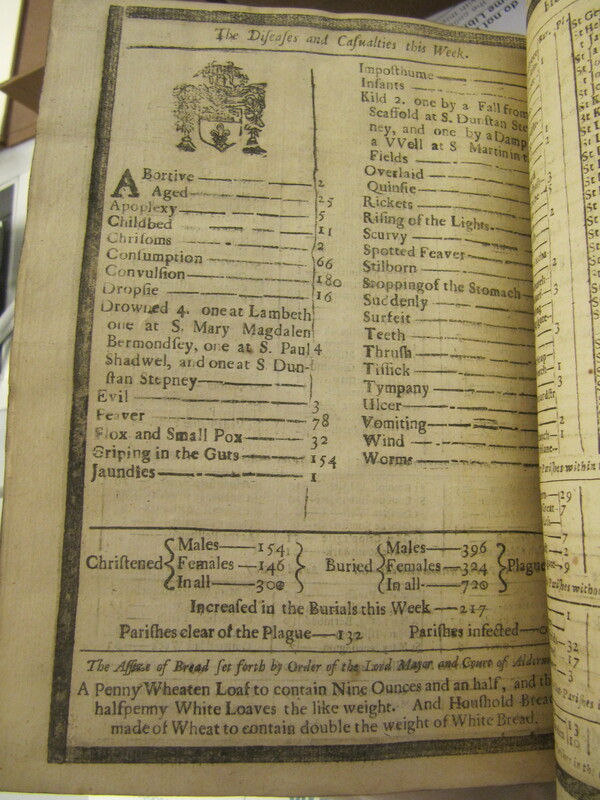 The Diseases and Casualties this Week.
ABortive — 2
Aged — 25
Apoplexy — 5
Childbed — 11
Chrisoms — 2
Consumption — 66
Convulsion — 180
Dropsie — 16
Drowned 4. one at Lambeth
one at S. Mary Magdalen
Bermondsey, one at S. Paul 4
Shadwel, and one at S Dun-
stan Stepney —
Evil — 3
Feaver — 78
Flox and Small Pox — 32
Griping in the Guts — 154
Jaundies — 1
Imposthume —
Infants —
Kild 2. one by a Fall from
Scaffold at S. Dunstan Ste
ney, and one by a Damp
a VVell at S Martin in t
Fields —
Overlaid —
Quinsie —
Rickets —
Rising of the Lights —
Scurvy —
Spotted Feaver —
Stilborn —
Stopping of the Stomach —
Suddenly —
Surfeit —
Teeth —
Thrush —
Tissick —
Tympany —
Ulcer —
Vomiting —
Wind —
Worms —
Christened { Males — 154 Females — 146 In all — 300 }
Buried { Males — 396 Females — 324 In all — 720 } Plague
Increased in the Burials this Week — 217
Parishes clear of the Plague — 132 Parishes infected — 0
The Assize of Bread set forth by Order of the Lord Mayor and Court of Alderm
A Penny Wheaten Loaf to contain Nine Ounces and an half, and th
halfpenny White Loaves the like weight. And Houshold Brea
made of Wheat to contain double the weight of White Bread.